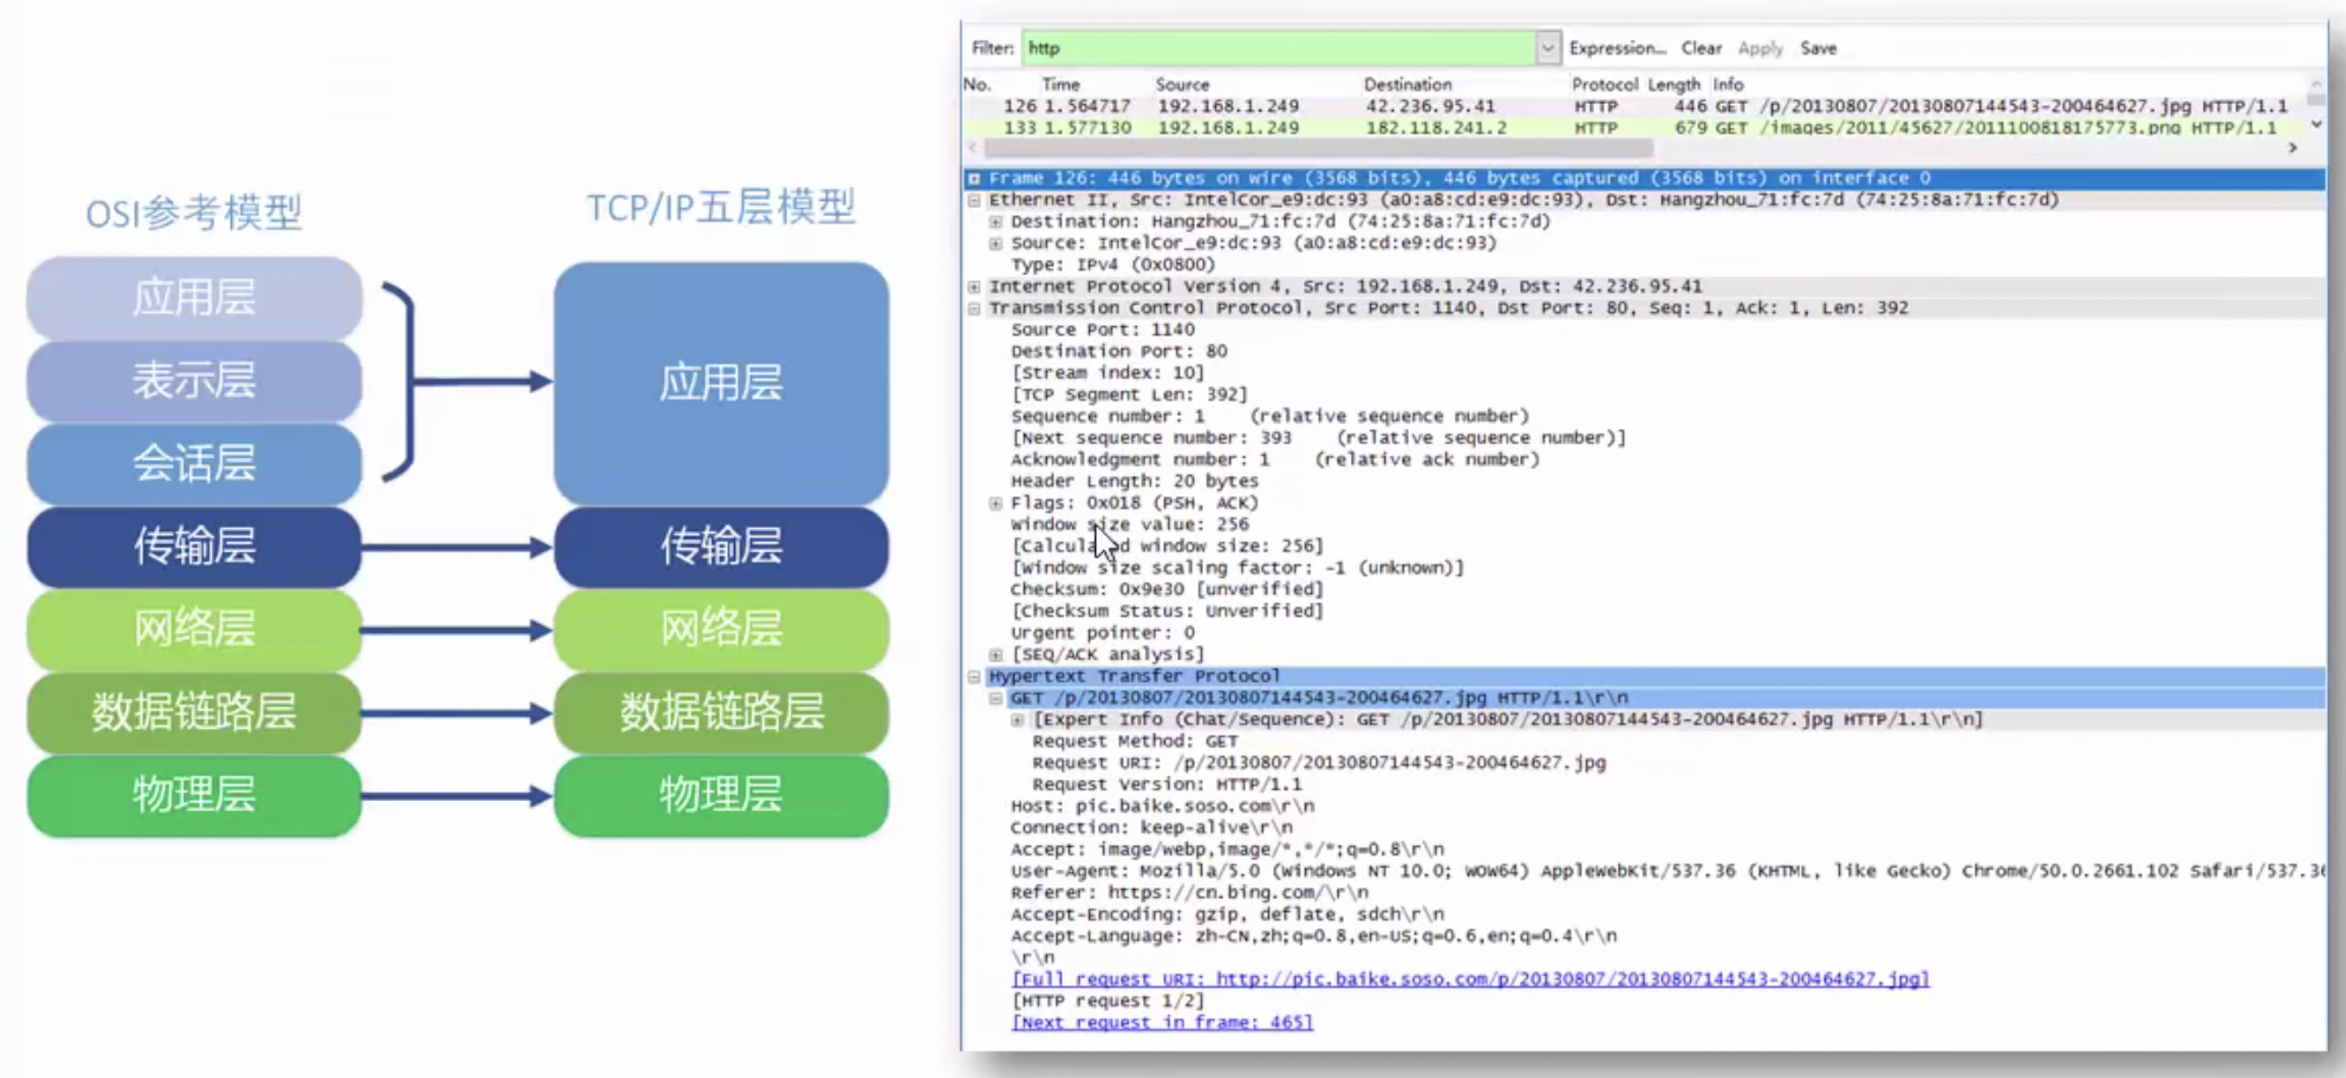 OSI参考模型
应用层
表示层
会话层
传输层
网络层
数据链路层
物理层
TCP/IP五层模型
应用层
传输层
网络层
数据链路层
物理层
Filter: http Expression... Clear Apply Save
No. Time Source Destination Protocol Length Info
126 1.564717 192.168.1.249 42.236.95.41 HTTP 446 GET /p/20130807/20130807144543-200464627.jpg HTTP/1.1
133 1.577130 192.168.1.249 182.118.241.2 HTTP 679 GET /images/2011/45627/2011100818175773.png HTTP/1.1
Frame 126: 446 bytes on wire (3568 bits), 446 bytes captured (3568 bits) on interface 0
Ethernet II, Src: IntelCor_e9:dc:93 (a0:a8:cd:e9:dc:93), Dst: Hangzhou_71:fc:7d (74:25:8a:71:fc:7d)
Destination: Hangzhou_71:fc:7d (74:25:8a:71:fc:7d)
Source: IntelCor_e9:dc:93 (a0:a8:cd:e9:dc:93)
Type: IPv4 (0x0800)
Internet Protocol Version 4, Src: 192.168.1.249, Dst: 42.236.95.41
Transmission Control Protocol, Src Port: 1140, Dst Port: 80, Seq: 1, Ack: 1, Len: 392
Source Port: 1140
Destination Port: 80
[Stream index: 10]
[TCP Segment Len: 392]
Sequence number: 1 (relative sequence number)
[Next sequence number: 393 (relative sequence number)]
Acknowledgment number: 1 (relative ack number)
Header Length: 20 bytes
Flags: 0x018 (PSH, ACK)
Window size value: 256
[Calculated window size: 256]
[Window size scaling factor: -1 (unknown)]
Checksum: 0x9e30 [unverified]
[Checksum Status: Unverified]
Urgent pointer: 0
[SEQ/ACK analysis]
Hypertext Transfer Protocol
GET /p/20130807/20130807144543-200464627.jpg HTTP/1.1\r\n
[Expert Info (Chat/Sequence): GET /p/20130807/20130807144543-200464627.jpg HTTP/1.1\r\n]
Request Method: GET
Request URI: /p/20130807/20130807144543-200464627.jpg
Request Version: HTTP/1.1
Host: pic.baike.soso.com\r\n
Connection: keep-alive\r\n
Accept: image/webp,image/*,*/*;q=0.8\r\n
User-Agent: Mozilla/5.0 (Windows NT 10.0; WOW64) AppleWebKit/537.36 (KHTML, like Gecko) Chrome/50.0.2661.102 Safari/537.36
Referer: https://cn.bing.com/\r\n
Accept-Encoding: gzip, deflate, sdch\r\n
Accept-Language: zh-CN,zh;q=0.8,en-US;q=0.6,en;q=0.4\r\n
\r\n
[Full request URI: http://pic.baike.soso.com/p/20130807/20130807144543-200464627.jpg]
[HTTP request 1/2]
[Next request in frame: 465]